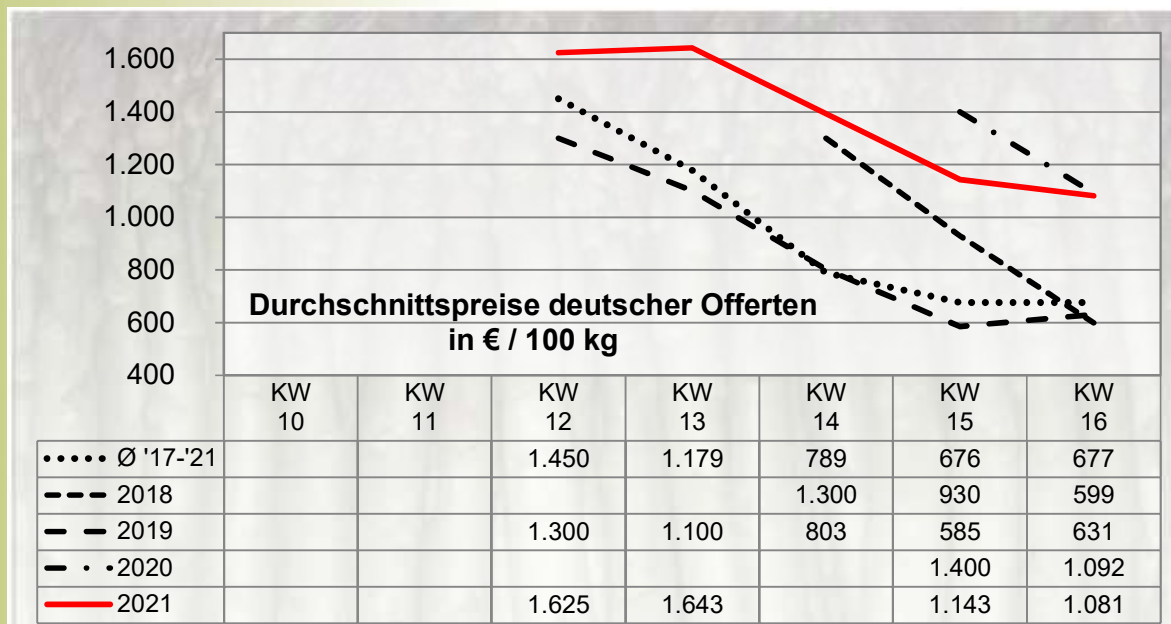 1.600
1.400
1.200
1.000
800
600
400
Durchschnittspreise deutscher Offerten
in € / 100 kg
KW 10 KW 11 KW 12 KW 13 KW 14 KW 15 KW 16
Ø '17-'21 1.450 1.179 789 676 677
2018 1.300 930 599
2019 1.300 1.100 803 585 631
2020 1.400 1.092
2021 1.625 1.643 1.143 1.081